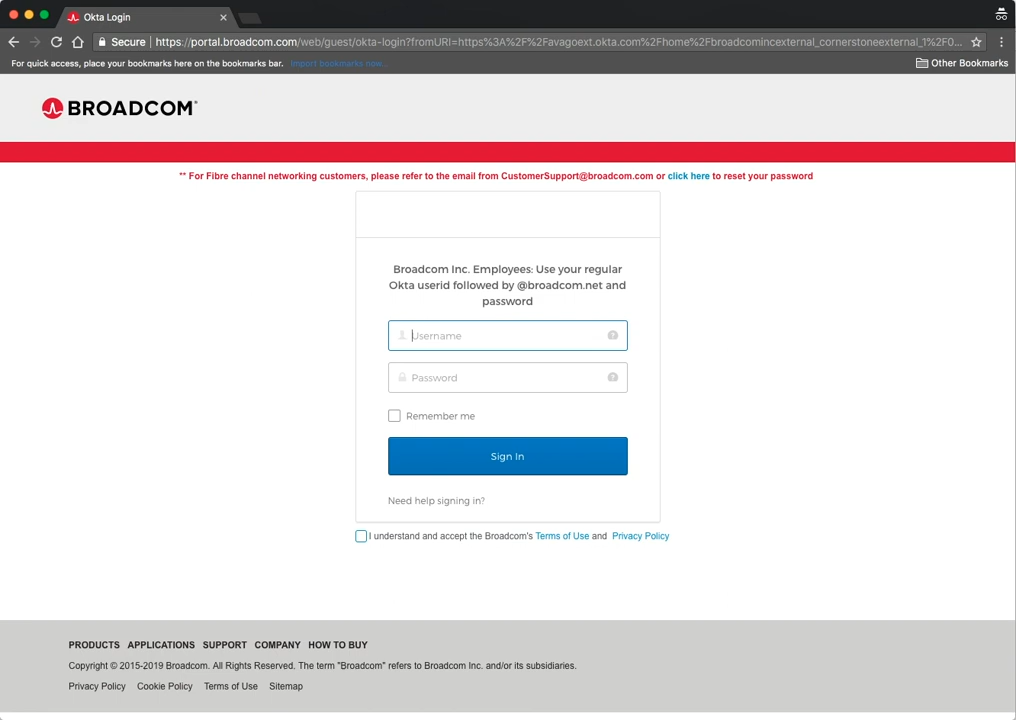 Okta Login
Secure | https://portal.broadcom.com/web/guest/okta-login?fromURI=https%3A%2F%2Favagoext.okta.com%2Fhome%2Fbroadcomincexternal_cornerstoneexternal_1%2F0...
For quick access, place your bookmarks here on the bookmarks bar. Import bookmarks now...
Other Bookmarks
BROADCOM
** For Fibre channel networking customers, please refer to the email from CustomerSupport@broadcom.com or click here to reset your password
Broadcom Inc. Employees: Use your regular
Okta userid followed by @broadcom.net and
password
Username
Password
Remember me
Sign In
Need help signing in?
I understand and accept the Broadcom's Terms of Use and Privacy Policy
PRODUCTS APPLICATIONS SUPPORT COMPANY HOW TO BUY
Copyright © 2015-2019 Broadcom. All Rights Reserved. The term "Broadcom" refers to Broadcom Inc. and/or its subsidiaries.
Privacy Policy Cookie Policy Terms of Use Sitemap